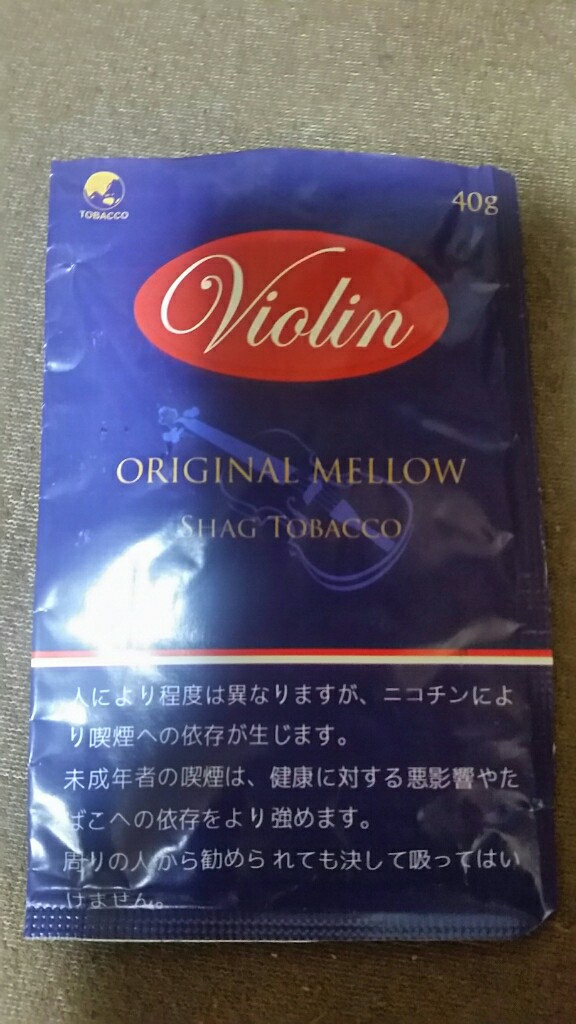 TOBACCO
40g
Violin
ORIGINAL MELLOW
SHAG TOBACCO
人により程度は異なりますが、ニコチンによ
り喫煙への依存が生じます。
未成年者の喫煙は、健康に対する悪影響やた
ばこへの依存をより強めます。
周りの人から勧められても決して吸ってはい
けません。